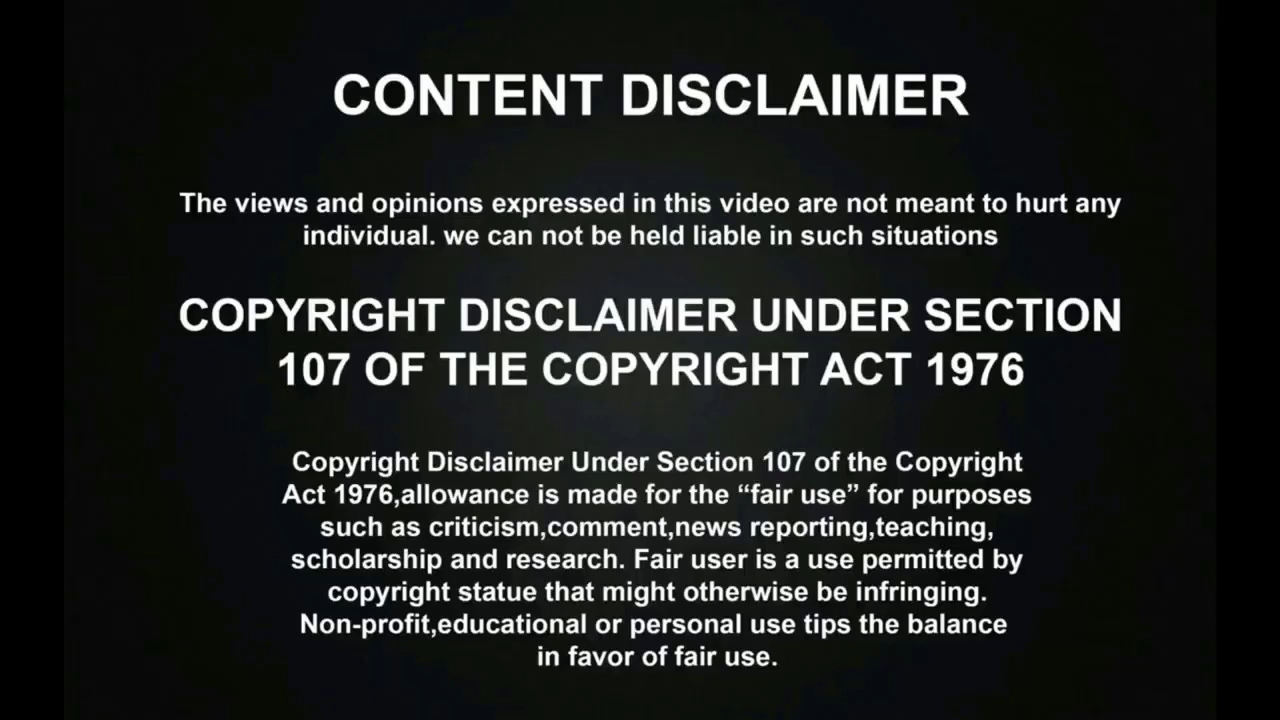 CONTENT DISCLAIMER
The views and opinions expressed in this video are not meant to hurt any
individual. we can not be held liable in such situations
COPYRIGHT DISCLAIMER UNDER SECTION
107 OF THE COPYRIGHT ACT 1976
Copyright Disclaimer Under Section 107 of the Copyright
Act 1976,allowance is made for the “fair use” for purposes
such as criticism,comment,news reporting,teaching,
scholarship and research. Fair user is a use permitted by
copyright statue that might otherwise be infringing.
Non-profit,educational or personal use tips the balance
in favor of fair use.